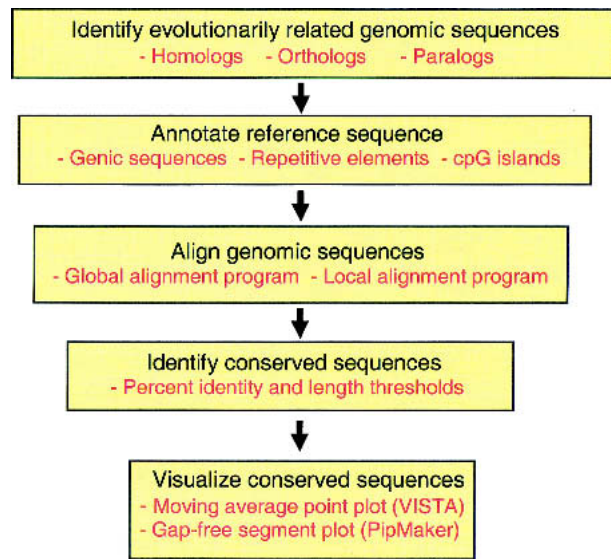 Identify evolutionarily related genomic sequences
- Homologs - Orthologs - Paralogs
Annotate reference sequence
- Genic sequences - Repetitive elements - cpG islands
Align genomic sequences
- Global alignment program - Local alignment program
Identify conserved sequences
- Percent identity and length thresholds
Visualize conserved sequences
- Moving average point plot (VISTA)
- Gap-free segment plot (PipMaker)